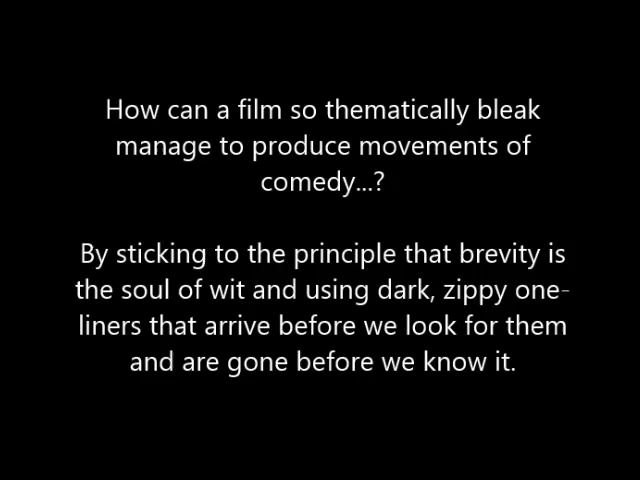 How can a film so thematically bleak
manage to produce movements of
comedy...?
By sticking to the principle that brevity is
the soul of wit and using dark, zippy one-
liners that arrive before we look for them
and are gone before we know it.